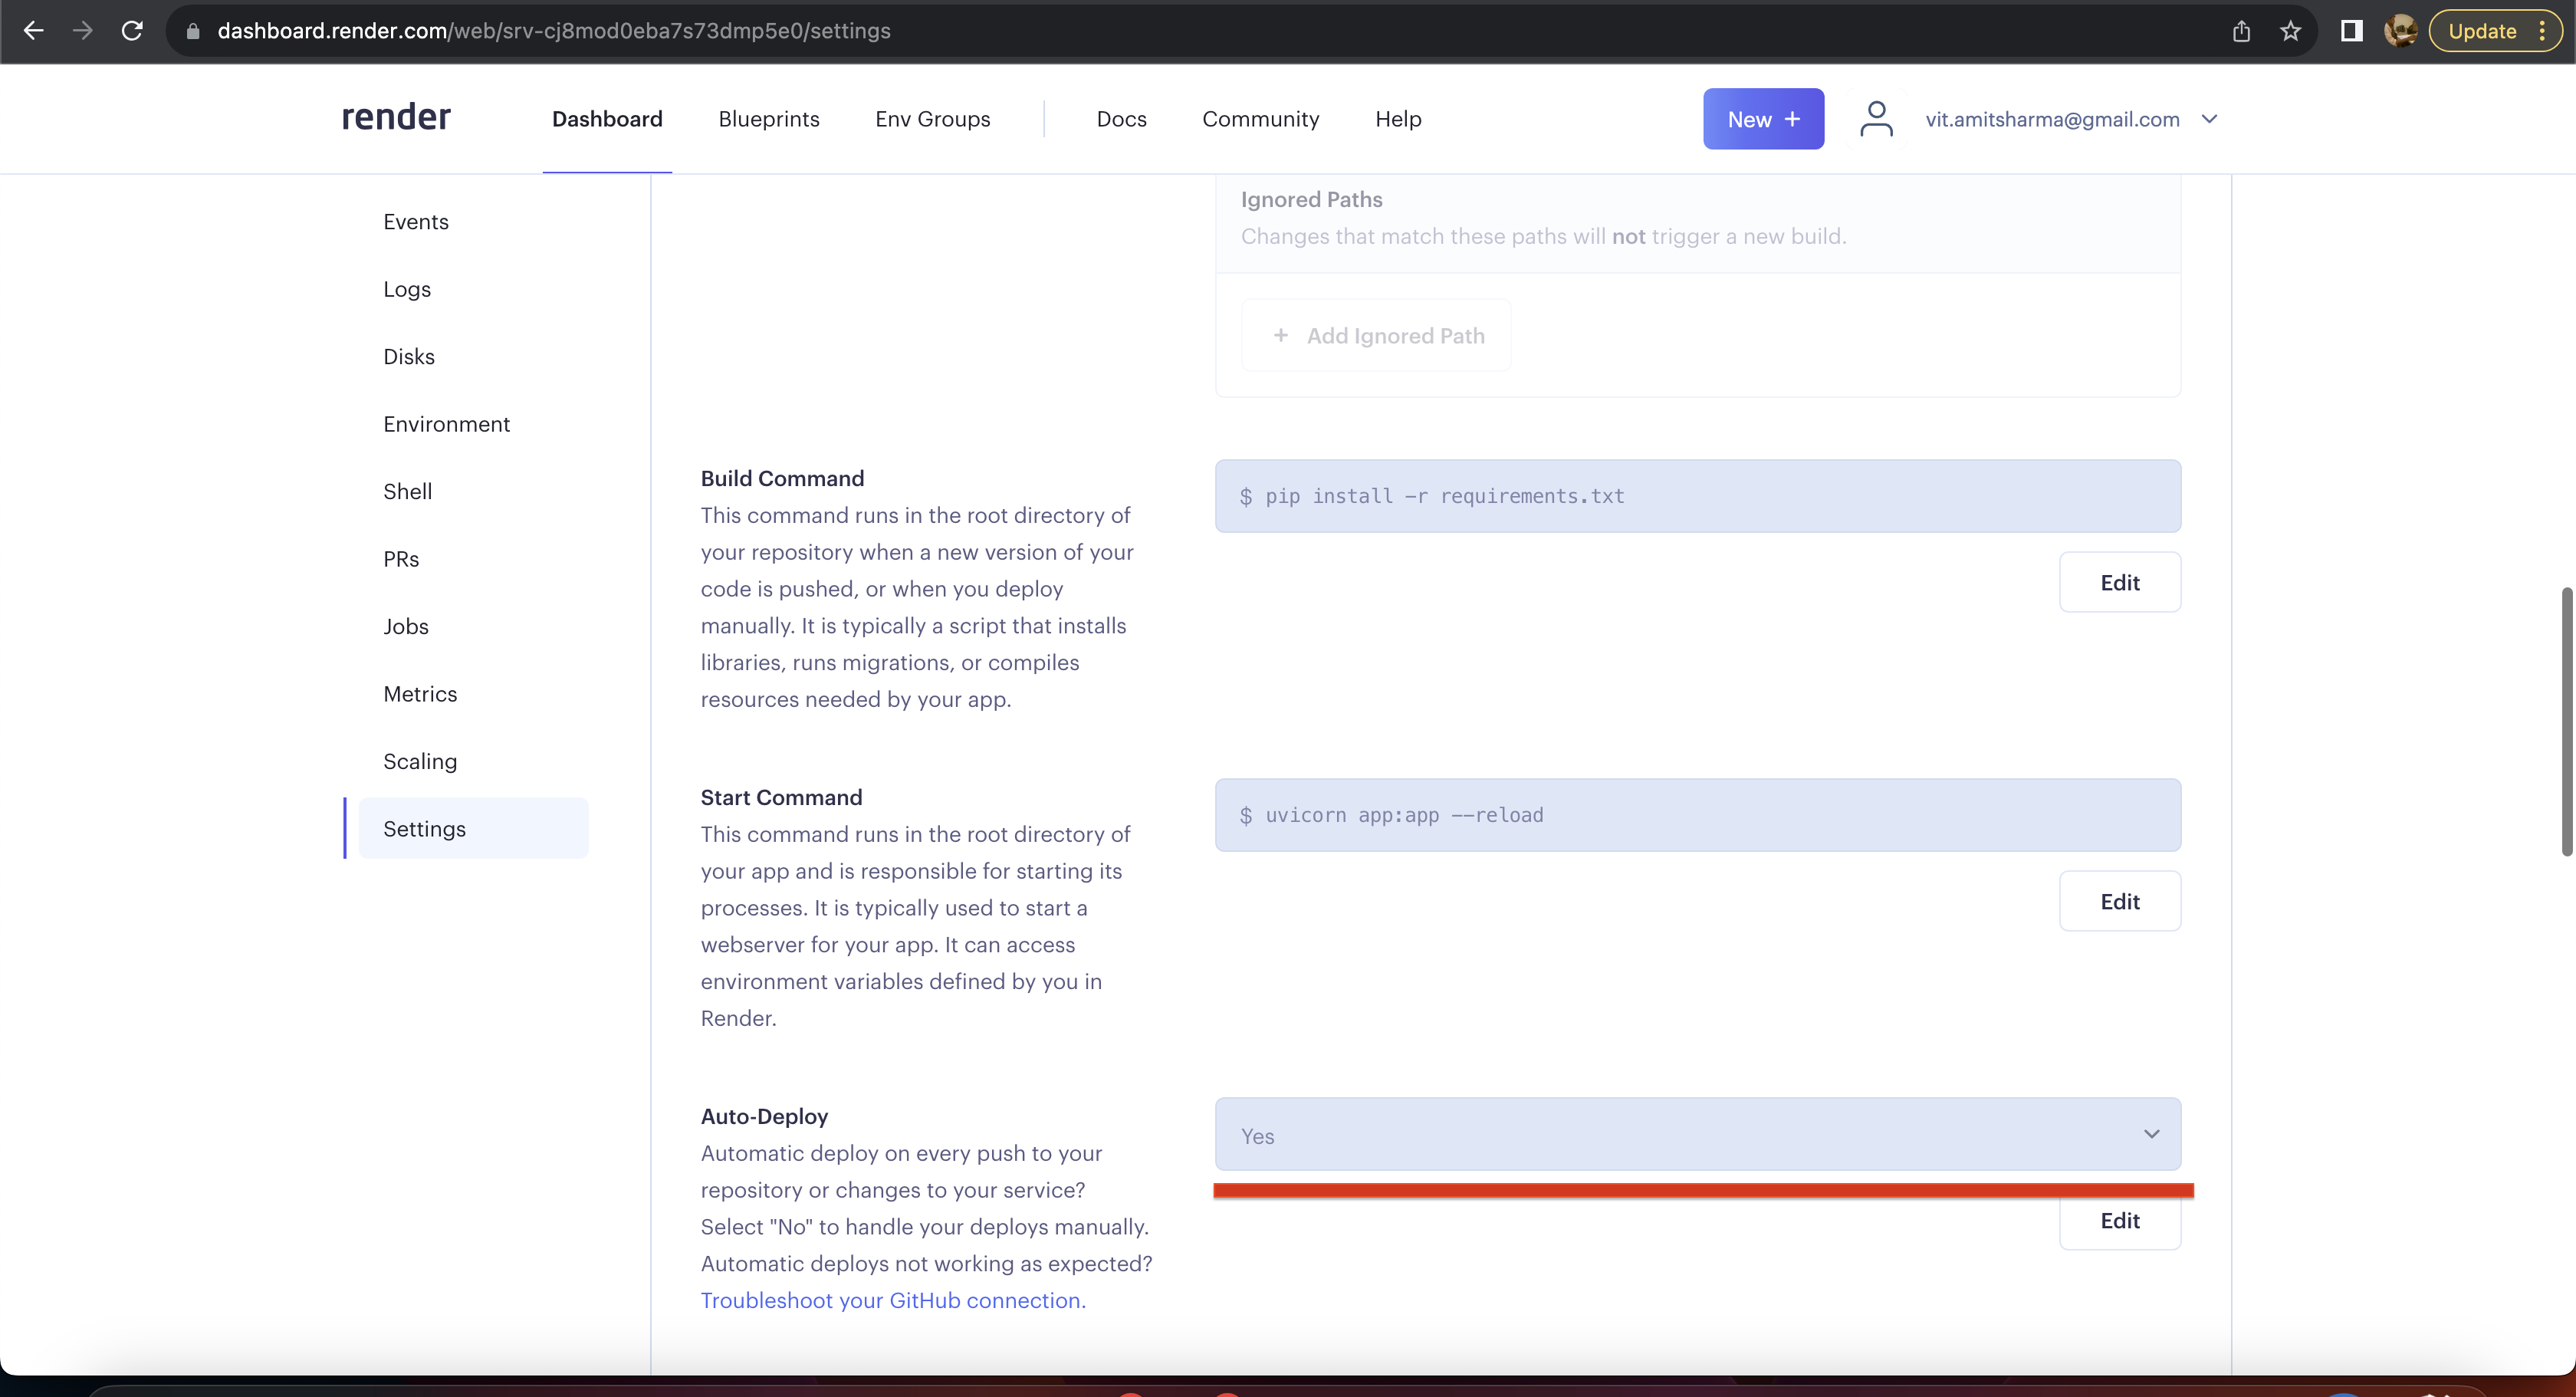 dashboard.render.com/web/srv-cj8mod0eba7s73dmp5e0/settings
Update
render
Dashboard
Blueprints
Env Groups
Docs
Community
Help
New +
vit.amitsharma@gmail.com
Events
Logs
Disks
Environment
Shell
PRs
Jobs
Metrics
Scaling
Settings
Ignored Paths
Changes that match these paths will not trigger a new build.
+ Add Ignored Path
Build Command
This command runs in the root directory of
your repository when a new version of your
code is pushed, or when you deploy
manually. It is typically a script that installs
libraries, runs migrations, or compiles
resources needed by your app.
$ pip install -r requirements.txt
Edit
Start Command
This command runs in the root directory of
your app and is responsible for starting its
processes. It is typically used to start a
webserver for your app. It can access
environment variables defined by you in
Render.
$ uvicorn app:app --reload
Edit
Auto-Deploy
Automatic deploy on every push to your
repository or changes to your service?
Select "No" to handle your deploys manually.
Automatic deploys not working as expected?
Troubleshoot your GitHub connection.
Yes
Edit